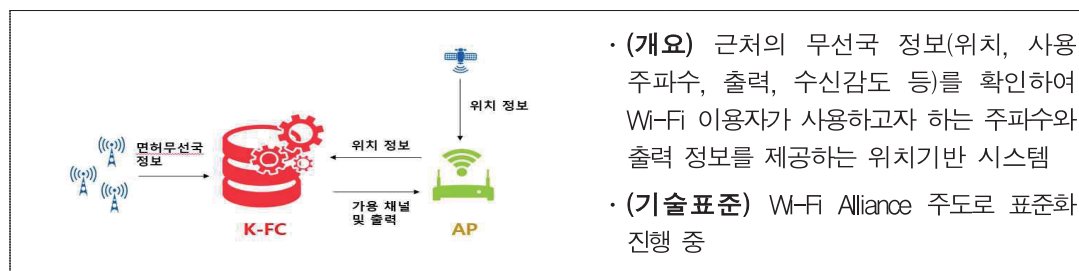 위치 정보
면허무선국
정보
위치 정보
가용 채널
및 출력
K-FC
AP
· (개요) 근처의 무선국 정보(위치, 사용
주파수, 출력, 수신감도 등)를 확인하여
Wi-Fi 이용자가 사용하고자 하는 주파수와
출력 정보를 제공하는 위치기반 시스템
· (기술표준) Wi-Fi Alliance 주도로 표준화
진행 중